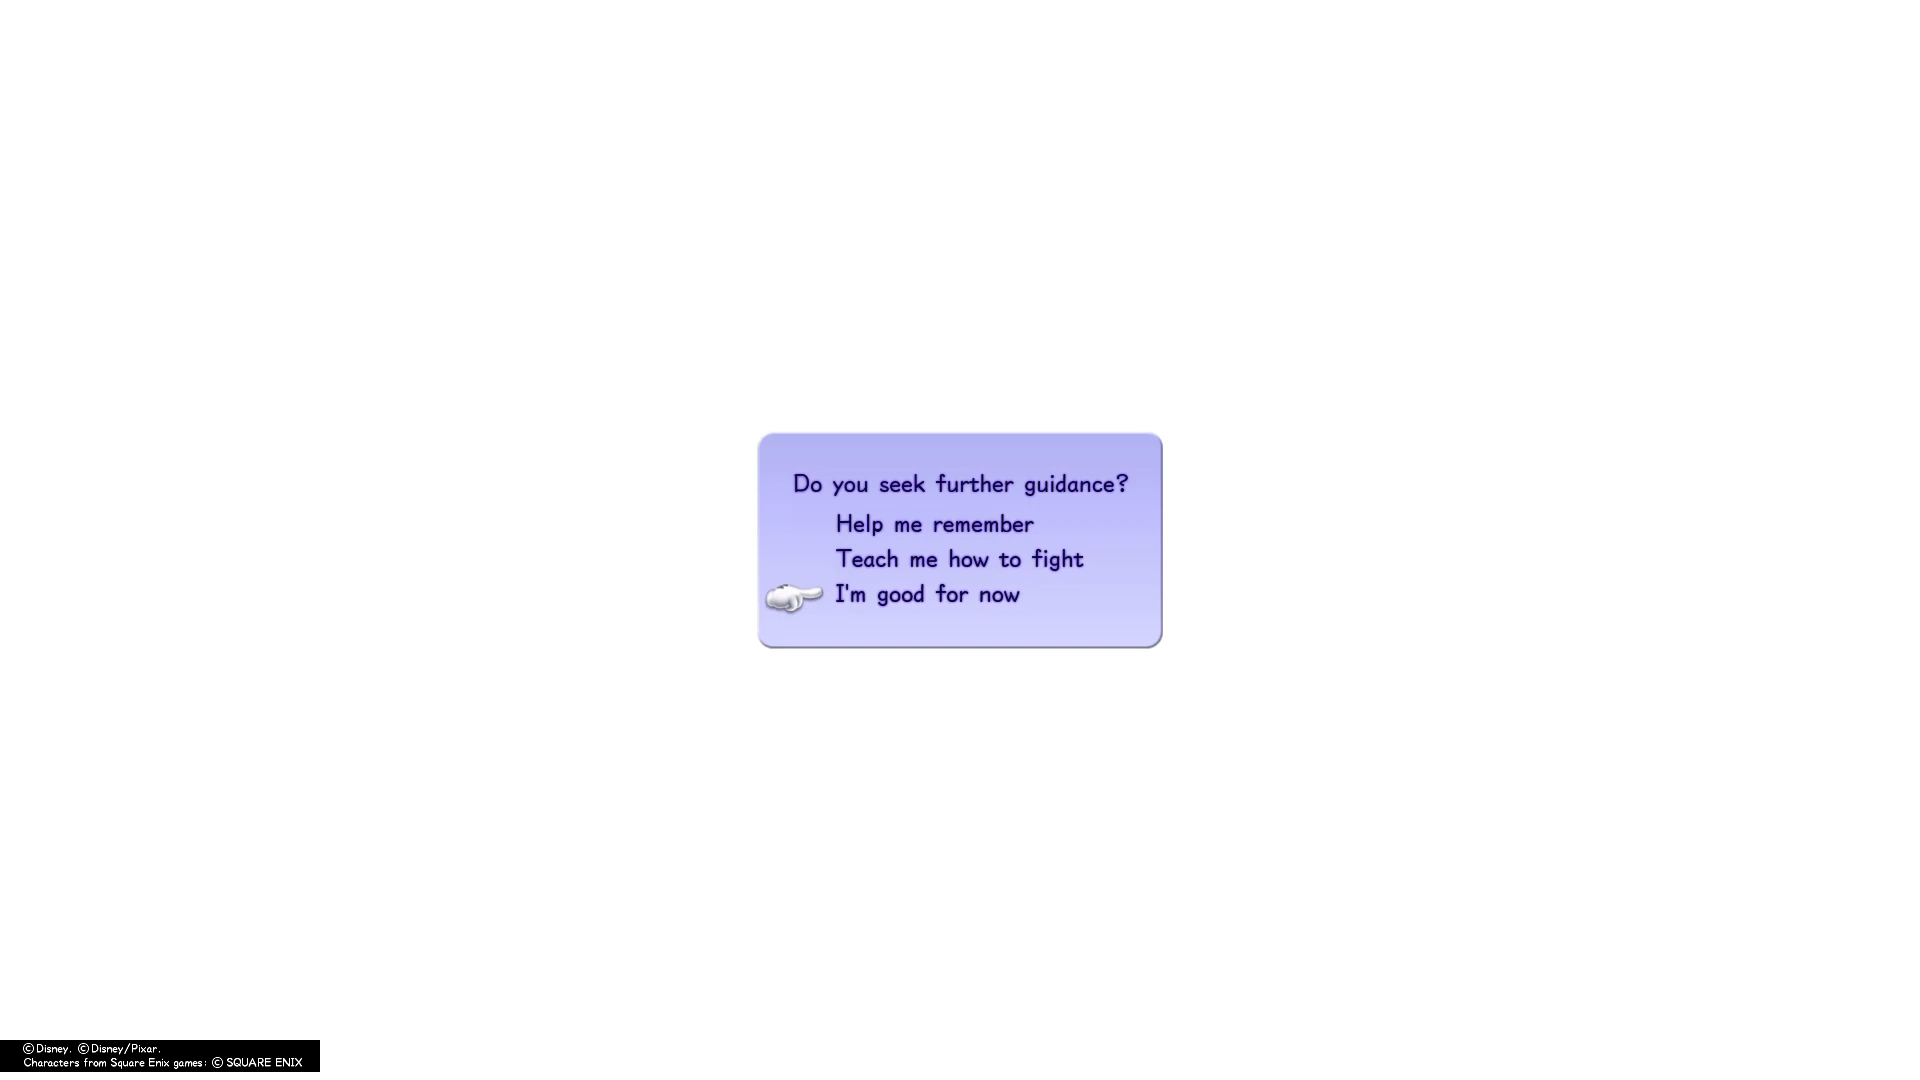 Do you seek further guidance?
Help me remember
Teach me how to fight
I'm good for now
©Disney. ©Disney/Pixar.
Characters from Square Enix games: © SQUARE ENIX